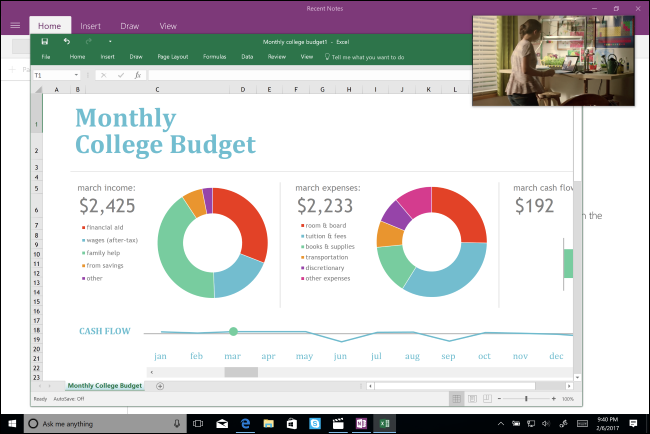 Recent Notes
Home Insert Draw View
Monthly college budget1 - Excel
File Home Insert Draw Page Layout Formulas Data Review View Tell me what you want to do
T1 fx
A B C D E F G H I J K L
1
Monthly
College Budget
2
3
4
5 march income: march expenses: march cash flow
6 $2,425 $2,233 $192
n the
7 financial aid room & board
8 wages (after-tax) tuition & fees
9 family help books & supplies
10 from savings transportation
11 other discretionary
12 other expenses
13
14
15
16
17
18 CASH FLOW
19
20
21 jan feb mar apr may jun jul aug sep oct nov dec
22
23
Monthly College Budget
Ready AutoSave: Off 100%
Ask me anything
9:40 PM
2/6/2017